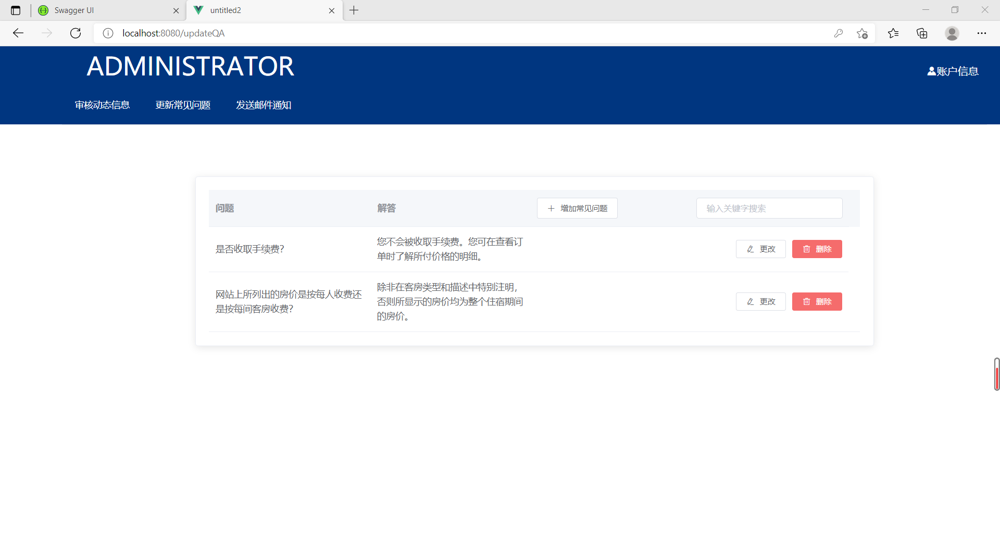 Swagger UI
untitled2
localhost:8080/updateQA
ADMINISTRATOR
账户信息
审核动态信息 更新常见问题 发送邮件通知
问题 解答 增加常见问题 输入关键字搜索
是否收取手续费?
您不会被收取手续费。您可在查看订
单时了解所付价格的明细。
更改 删除
网站上所列出的房价是按每人收费还
是按每间客房收费?
除非在客房类型和描述中特别注明，
否则所显示的房价均为整个住宿期间
的房价。
更改 删除